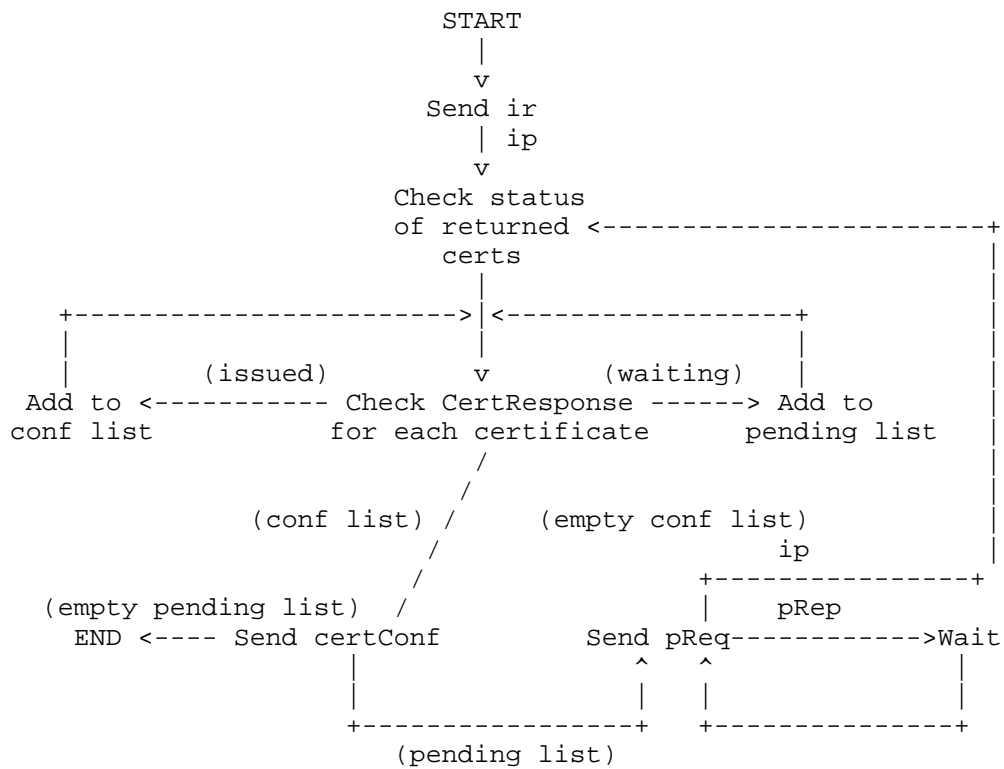 START
Send ir
ip
Check status
of returned
certs
(issued) (waiting)
Add to Check CertResponse Add to
conf list for each certificate pending list
(conf list) (empty conf list)
ip
(empty pending list) pRep
END Send certConf Send pReq Wait
(pending list)